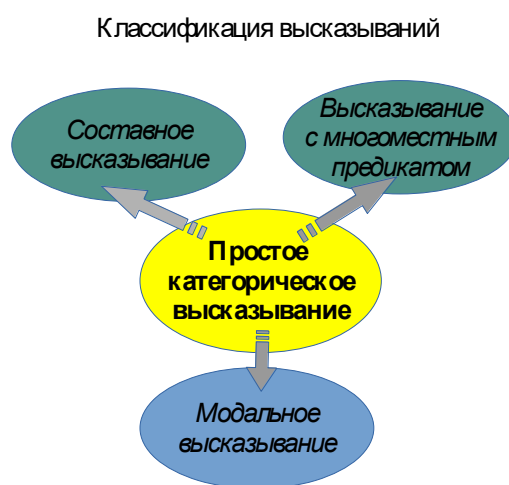 Классификация высказываний
Составное
высказывание
Высказывание
с многоместным
предикатом
Простое
категорическое
высказывание
Модальное
высказывание